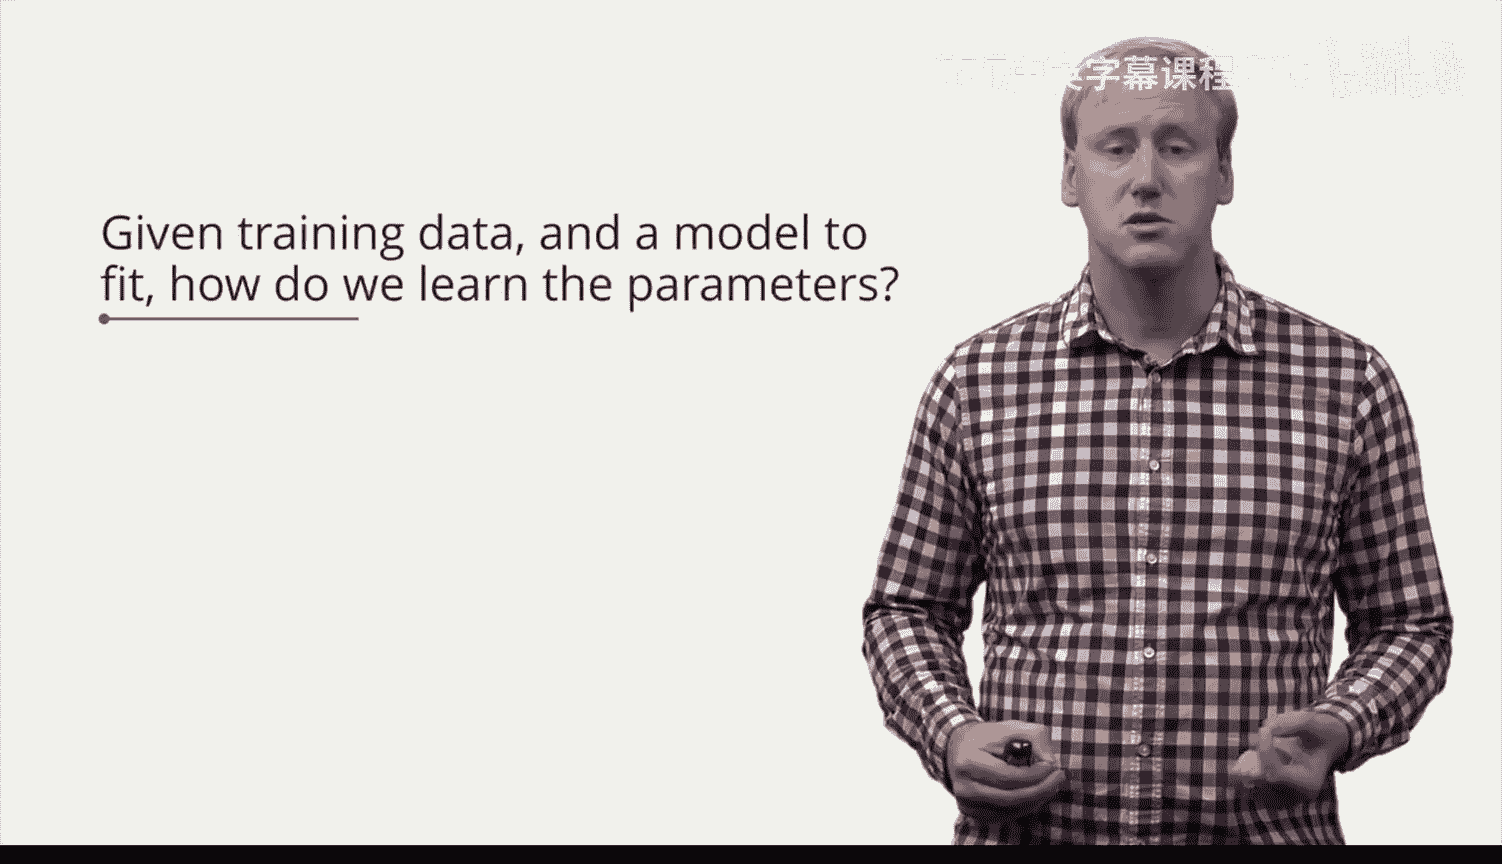 字幕课程
Given training data, and a model to
fit, how do we learn the parameters?